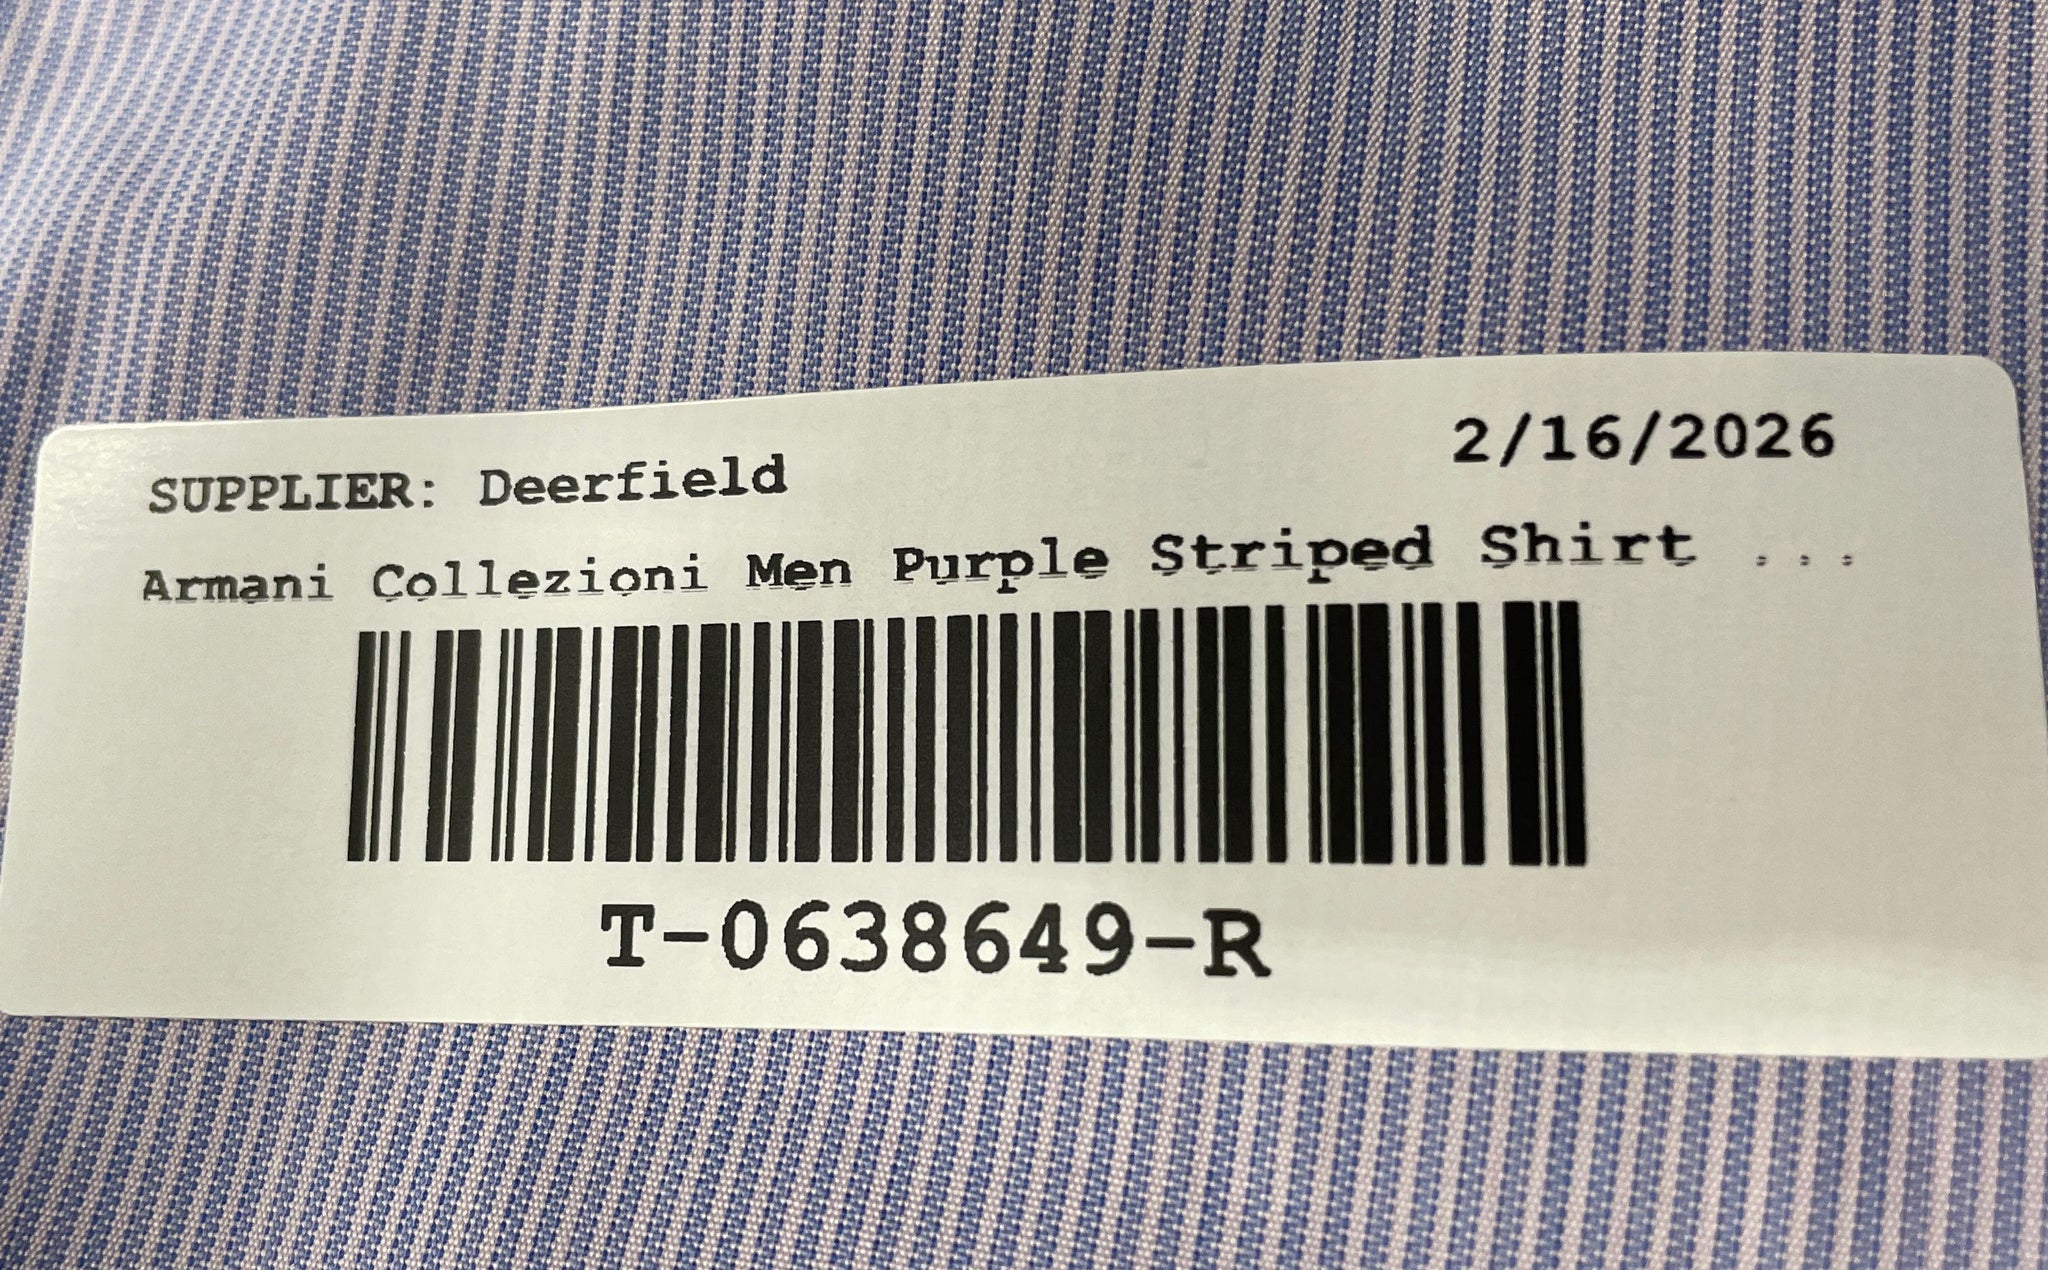 2/16/2026
SUPPLIER: Deerfield
Armani Collezioni Men Purple Striped Shirt ...
T-0638649-R